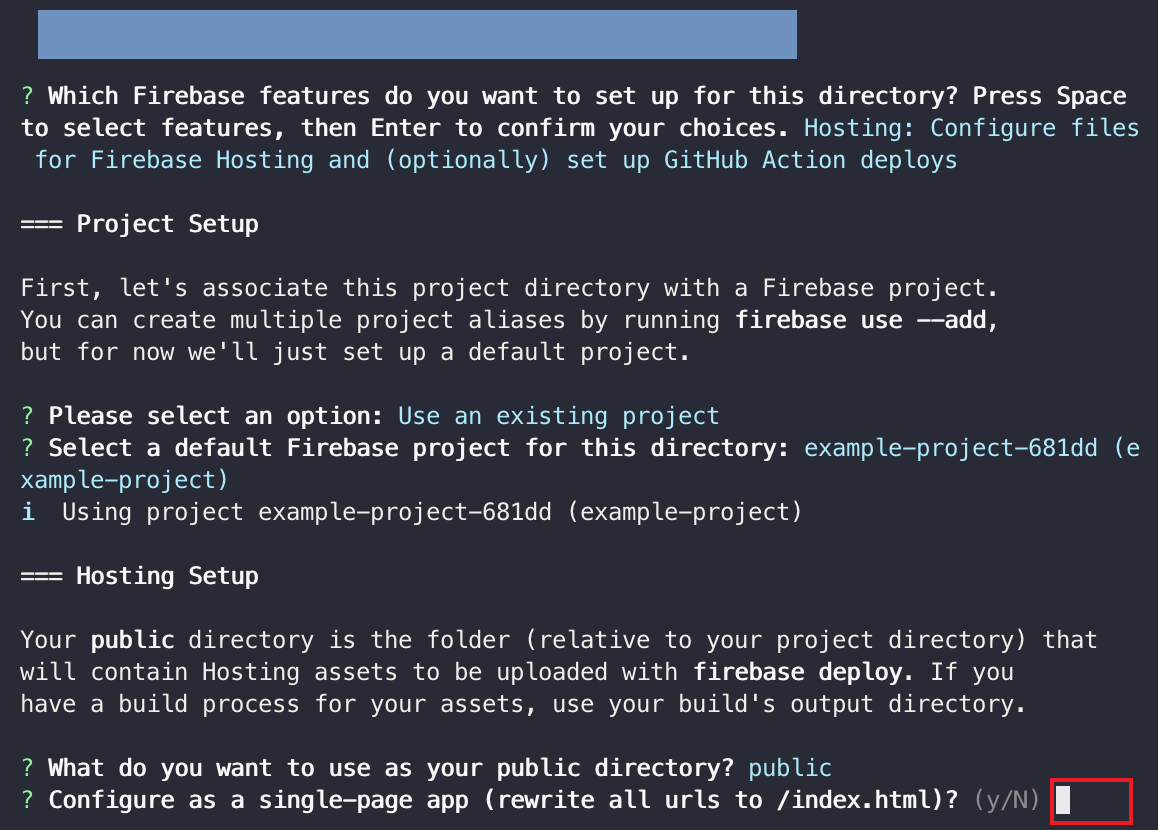 ? Which Firebase features do you want to set up for this directory? Press Space
to select features, then Enter to confirm your choices. Hosting: Configure files
for Firebase Hosting and (optionally) set up GitHub Action deploys
=== Project Setup
First, let's associate this project directory with a Firebase project.
You can create multiple project aliases by running firebase use --add,
but for now we'll just set up a default project.
? Please select an option: Use an existing project
? Select a default Firebase project for this directory: example-project-681dd (e
xample-project)
i  Using project example-project-681dd (example-project)
=== Hosting Setup
Your public directory is the folder (relative to your project directory) that
will contain Hosting assets to be uploaded with firebase deploy. If you
have a build process for your assets, use your build's output directory.
? What do you want to use as your public directory? public
? Configure as a single-page app (rewrite all urls to /index.html)? (y/N)